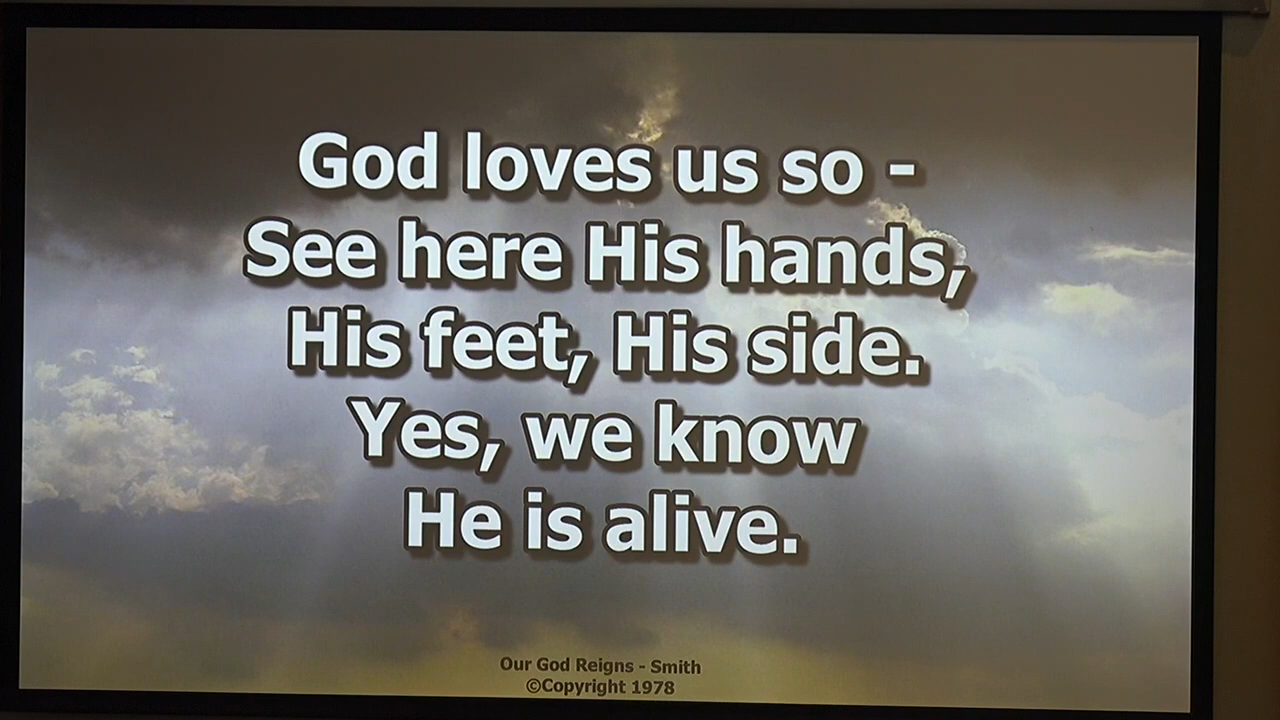 God loves us so -
See here His hands,
His feet, His side.
Yes, we know
He is alive.
Our God Reigns - Smith
©Copyright 1978